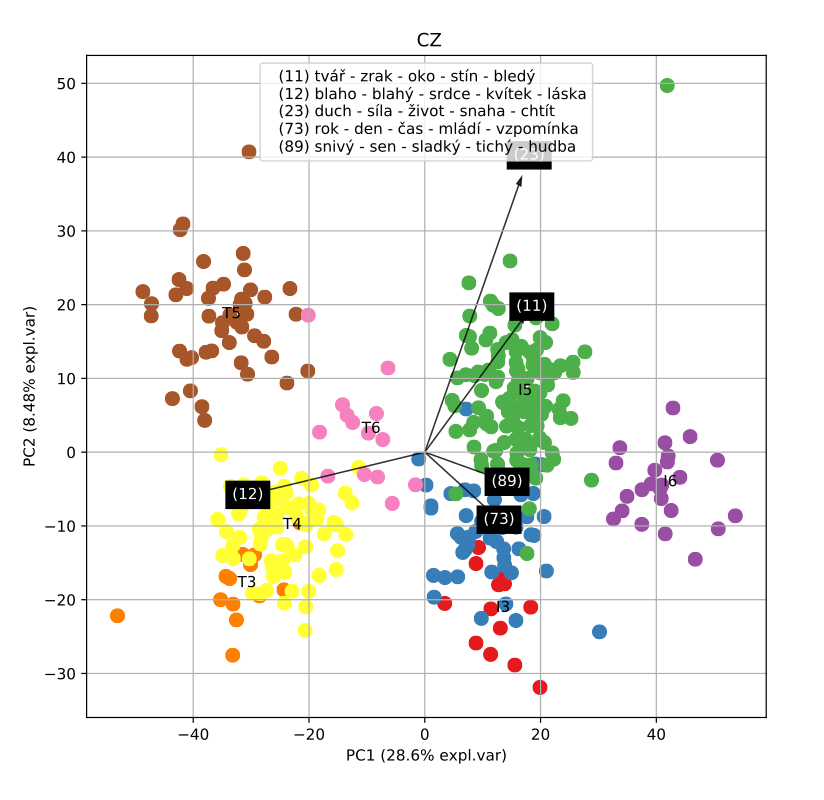 CZ
(11) tvář - zrak - oko - stín - bledý
(12) blaho - blahý - srdce - kvítek - láska
(23) duch - síla - život - snaha - chtít
(73) rok - den - čas - mládí - vzpomínka
(89) snivý - sen - sladký - tichý - hudba
(23)
(11)
T5
I5
T6
(89)
I6
(12)
(73)
T4
T3
I3
50
40
30
20
10
0
−10
−20
−30
PC2 (8.48% expl.var)
−40
−20
0
20
40
PC1 (28.6% expl.var)